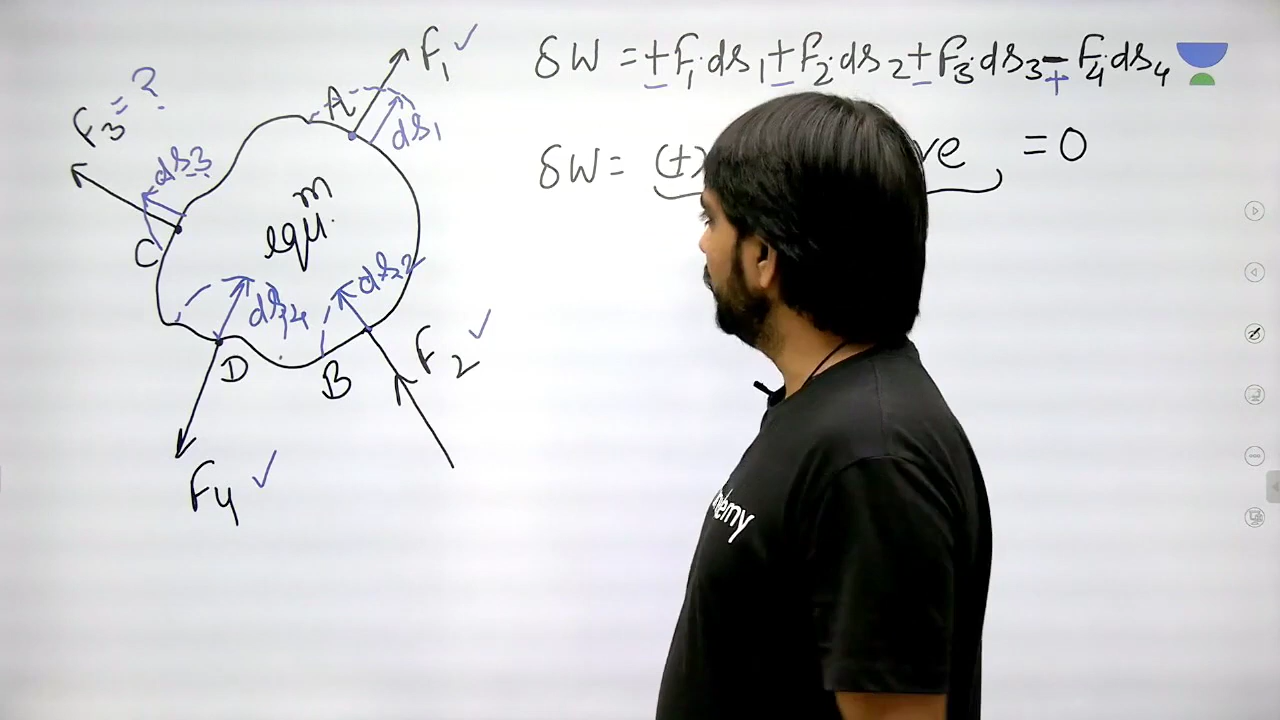 δW = ± F₁.ds₁ ± F₂.ds₂ ± F₃.ds₃ - F₄.ds₄
+
δW = (±) ve = 0
F₁ ✓
A
ds₁
F₃ = ?
ds₃
m
equ.
C
ds₂
ds₄
F₂ ✓
D
B
F₄ ✓
emy